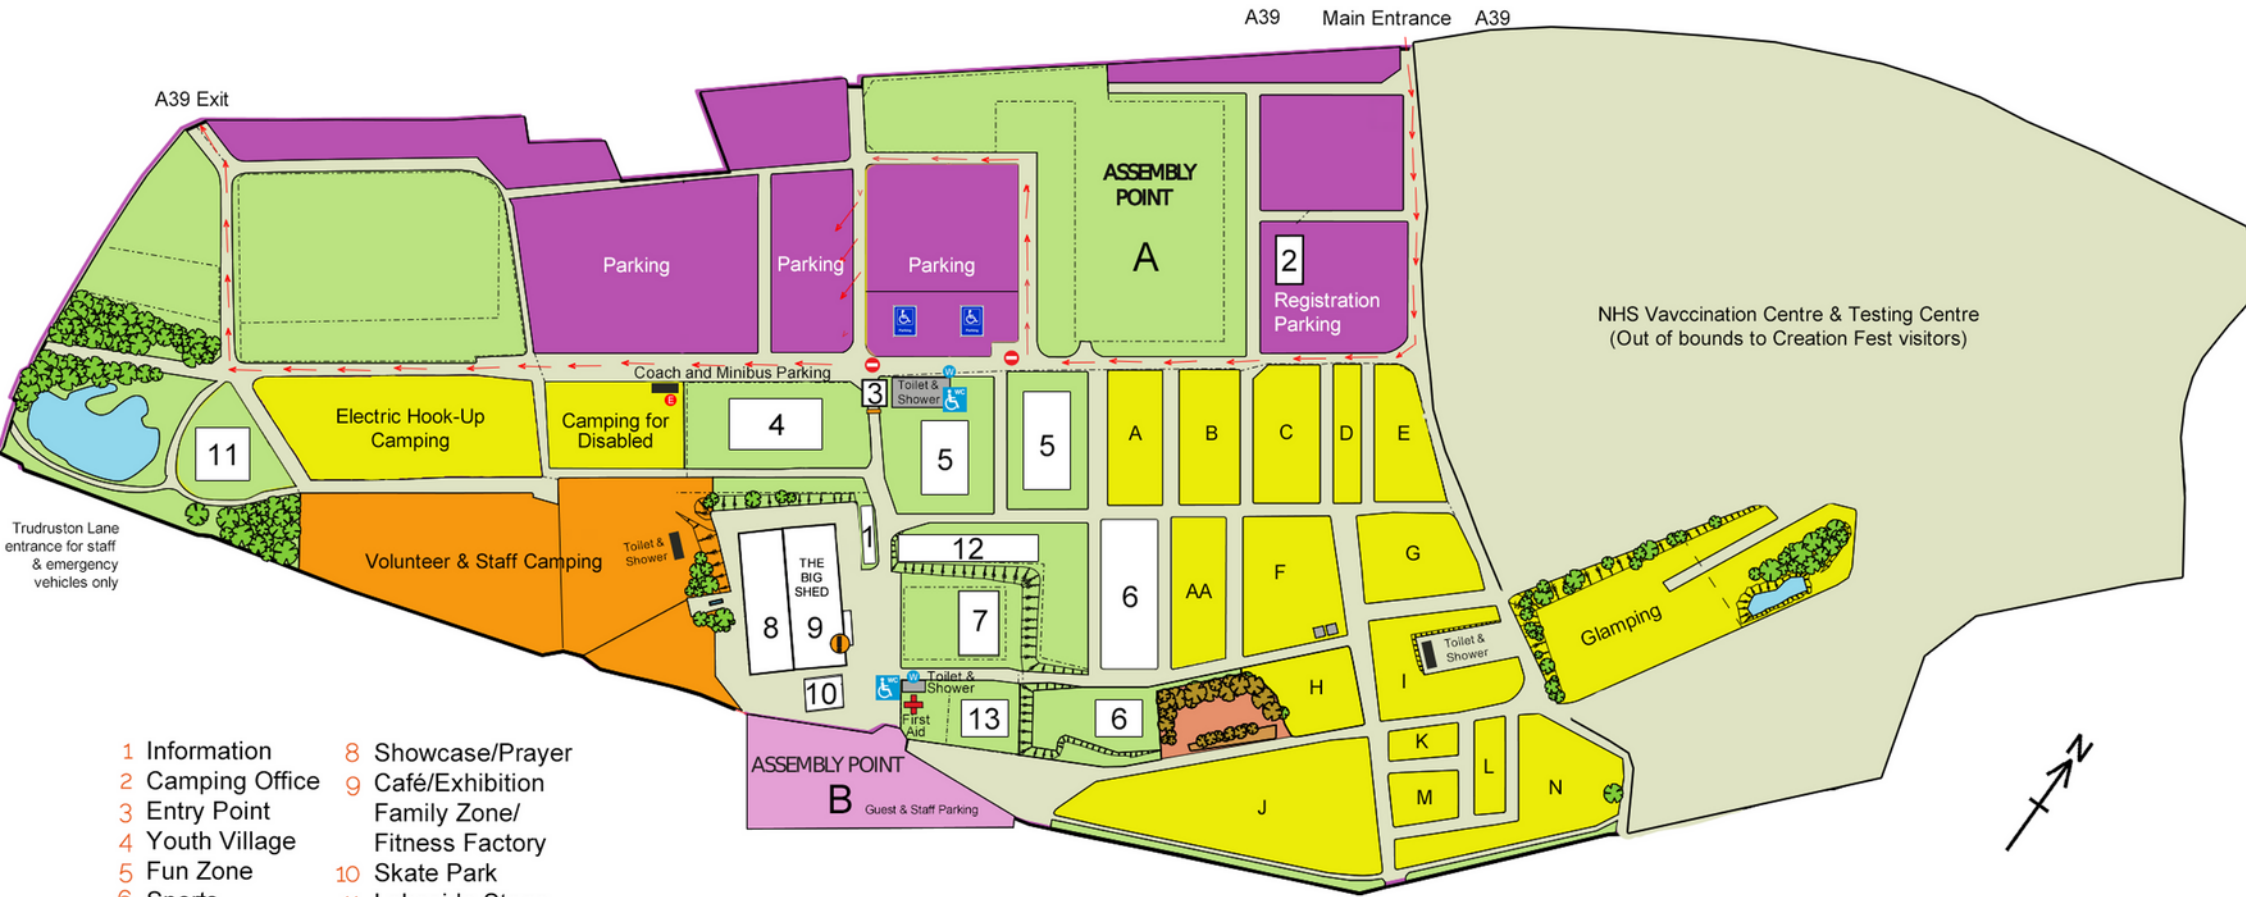 A39 Main Entrance A39
A39 Exit
ASSEMBLY
POINT
A
Parking
Parking
Parking
2
Registration
Parking
NHS Vavccination Centre & Testing Centre
(Out of bounds to Creation Fest visitors)
Coach and Minibus Parking
3
Toilet &
Shower
W
WC
E
Electric Hook-Up
Camping
Camping for
Disabled
4
5
5
A
B
C
D
E
11
Trudruston Lane
entrance for staff
& emergency
vehicles only
Volunteer & Staff Camping
Toilet &
Shower
THE
BIG
SHED
8
9
1
12
7
6
AA
F
G
Glamping
Toilet &
Shower
I
H
10
WC
W
Toilet &
Shower
First
Aid
13
6
ASSEMBLY POINT
B
Guest & Staff Parking
J
K
L
M
N
N
1 Information
2 Camping Office
3 Entry Point
4 Youth Village
5 Fun Zone
8 Showcase/Prayer
9 Café/Exhibition
Family Zone/
Fitness Factory
10 Skate Park